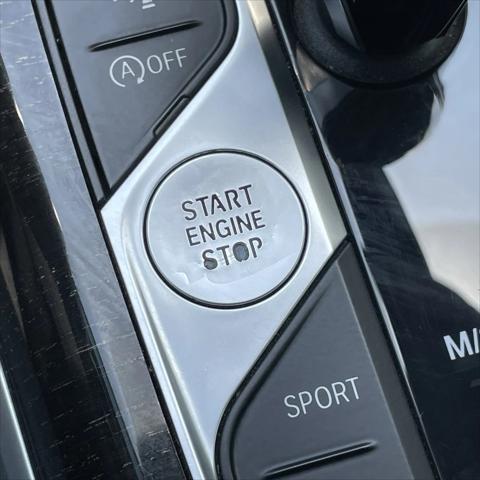 OFF
START
ENGINE
STOP
SPORT
M/